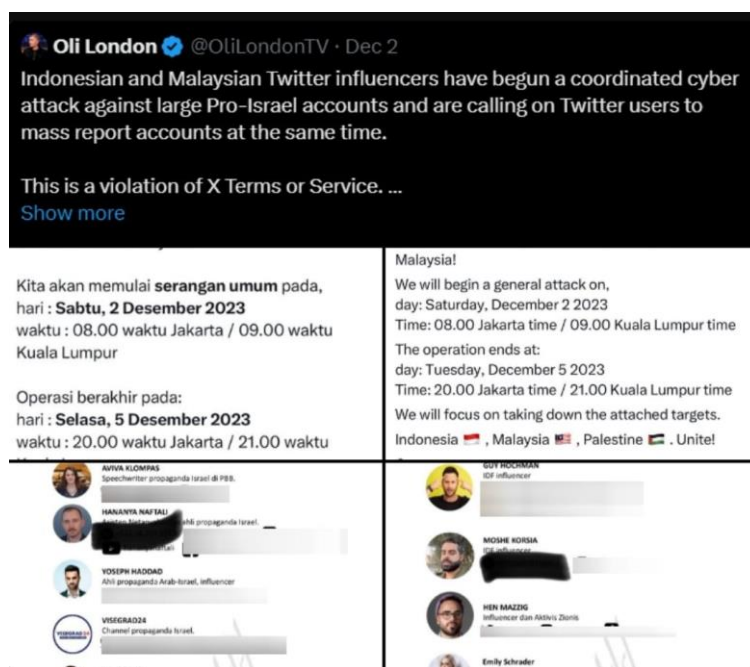 Oli London @OliLondonTV · Dec 2
Indonesian and Malaysian Twitter influencers have begun a coordinated cyber
attack against large Pro-Israel accounts and are calling on Twitter users to
mass report accounts at the same time.
This is a violation of X Terms or Service. ...
Show more
Kita akan memulai serangan umum pada,
hari : Sabtu, 2 Desember 2023
waktu : 08.00 waktu Jakarta / 09.00 waktu
Kuala Lumpur
Operasi berakhir pada:
hari : Selasa, 5 Desember 2023
waktu : 20.00 waktu Jakarta / 21.00 waktu
Malaysia!
We will begin a general attack on,
day: Saturday, December 2 2023
Time: 08.00 Jakarta time / 09.00 Kuala Lumpur time
The operation ends at:
day: Tuesday, December 5 2023
Time: 20.00 Jakarta time / 21.00 Kuala Lumpur time
We will focus on taking down the attached targets.
Indonesia 🇮🇩 , Malaysia 🇲🇾 , Palestine 🇵🇸 . Unite!
AVIVA KLOMPAS
Speechwriter propaganda Israel di PBB.
HANANYA NAFTALI
ahli propaganda Israel.
YOSEPH HADDAD
Ahli propaganda Arab-Israel, influencer
VISEGRAD24
Channel propaganda Israel.
VISEGRAD24
GUY HOCHMAN
IDF influencer
MOSHE KORSIA
HEN MAZZIG
Influencer dan Aktivis Zionis
Emily Schrader